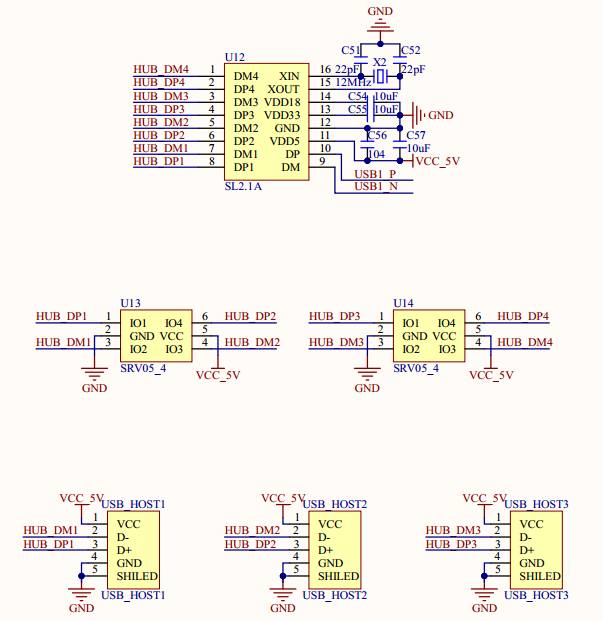 GND
C51 C52
U12 X2
22pF 22pF
HUB_DM4 1 DM4 XIN 16
HUB_DP4 2 DP4 XOUT 15 12MHz
HUB_DM3 3 DM3 VDD18 14 C54 10uF
HUB_DP3 4 DP3 VDD33 13 C55 10uF GND
HUB_DM2 5 DM2 GND 12
HUB_DP2 6 DP2 VDD5 11 C56 C57
HUB_DM1 7 DM1 DP 10 104 10uF
HUB_DP1 8 DP1 DM 9 VCC_5V
SL2.1A USB1_P
USB1_N
U13 U14
HUB_DP1 1 IO1 IO4 6 HUB_DP2 HUB_DP3 1 IO1 IO4 6 HUB_DP4
2 GND VCC 5 2 GND VCC 5
HUB_DM1 3 IO2 IO3 4 HUB_DM2 HUB_DM3 3 IO2 IO3 4 HUB_DM4
SRV05_4 SRV05_4
GND VCC_5V GND VCC_5V
VCC_5V USB_HOST1 VCC_5V USB_HOST2 VCC_5V USB_HOST3
1 VCC 1 VCC 1 VCC
HUB_DM1 2 D- HUB_DM2 2 D- HUB_DM3 2 D-
HUB_DP1 3 D+ HUB_DP2 3 D+ HUB_DP3 3 D+
4 GND 4 GND 4 GND
5 SHILED 5 SHILED 5 SHILED
USB_HOST1 USB_HOST2 USB_HOST3
GND GND GND